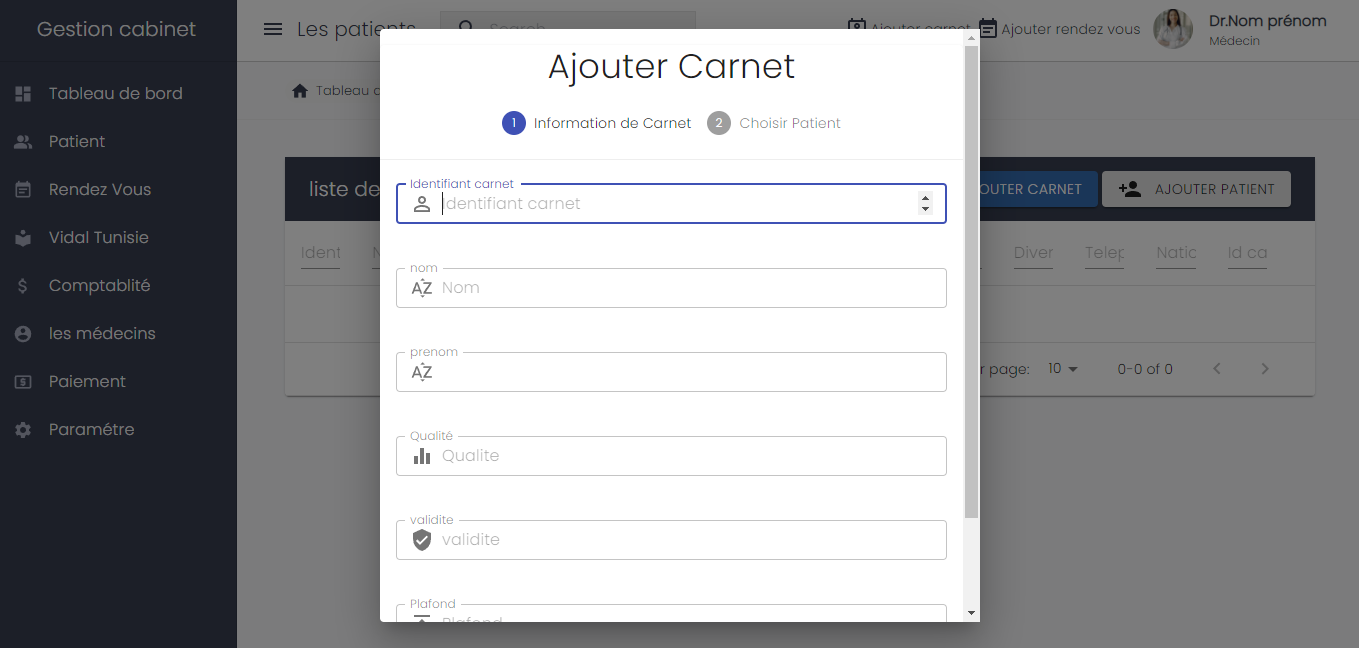 Gestion cabinet
Les patients
Search
Ajouter carnet
Ajouter rendez vous
Dr.Nom prénom
Médecin
Tableau de bord
Patient
Rendez Vous
Vidal Tunisie
Comptablité
les médecins
Paiement
Paramétre
Tableau
liste de
OUTER CARNET
AJOUTER PATIENT
Ident
Diver
Telep
Natic
Id ca
r page:
10
0-0 of 0
Ajouter Carnet
1 Information de Carnet
2 Choisir Patient
Identifiant carnet
Identifiant carnet
nom
Nom
prenom
Qualité
Qualite
validite
validite
Plafond
Plafond